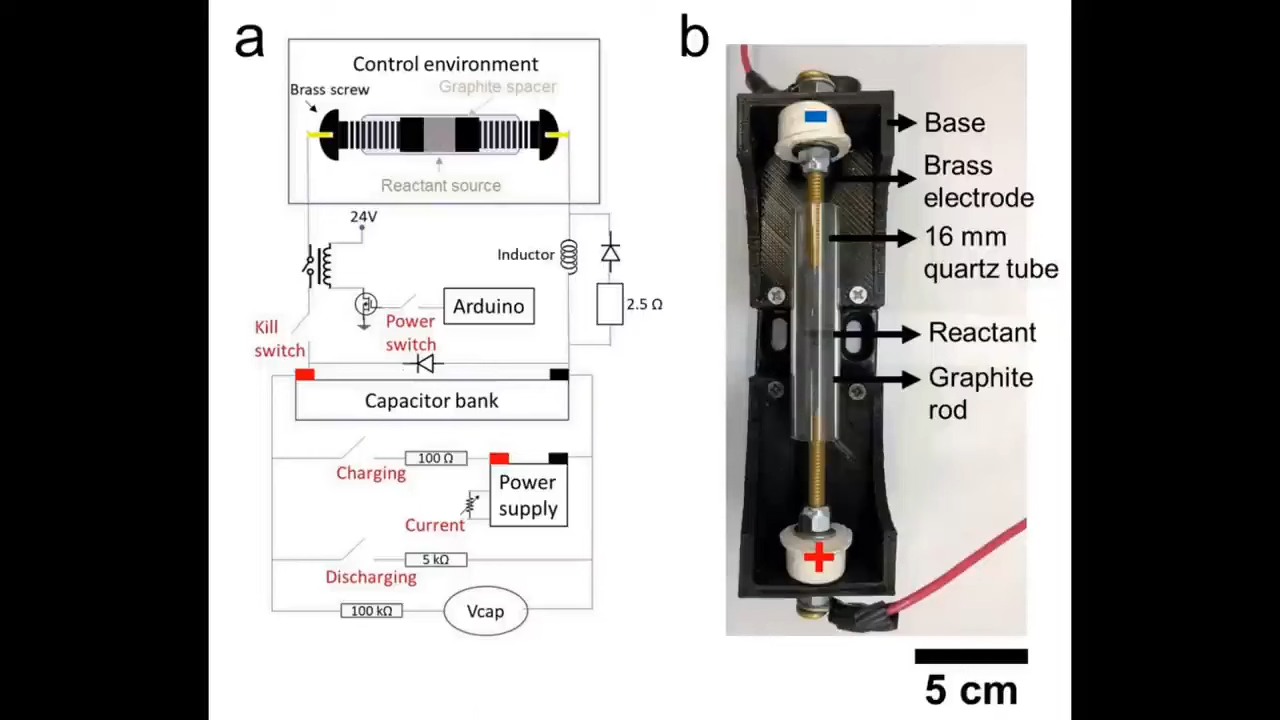 a
Control environment
Brass screw
Graphite spacer
Reactant source
24V
Inductor
2.5 Ω
Arduino
Kill
switch
Power
switch
Capacitor bank
Charging
100 Ω
Power
supply
Current
5 kΩ
Discharging
100 kΩ
Vcap
b
Base
Brass
electrode
16 mm
quartz tube
Reactant
Graphite
rod
5 cm